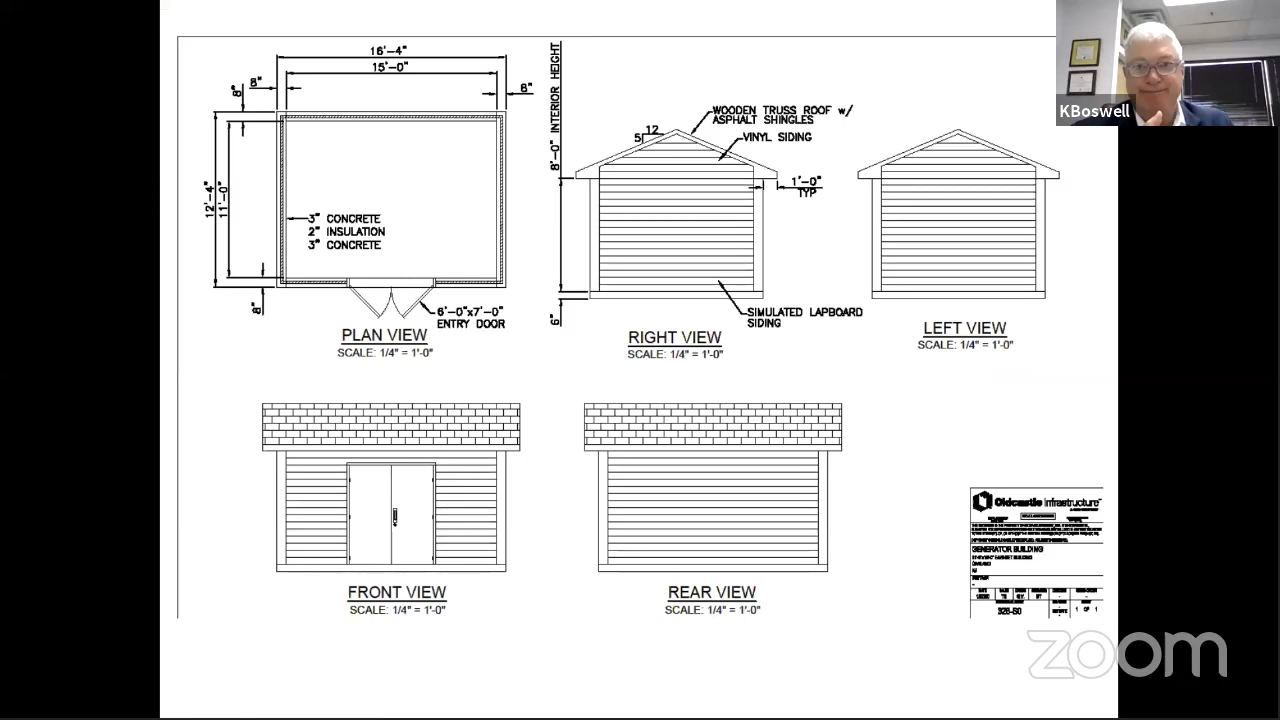 16'-4"
15'-0"
8"
8"
8"
12'-4"
11'-0"
3" CONCRETE
2" INSULATION
3" CONCRETE
8"
6'-0"x7'-0"
ENTRY DOOR
PLAN VIEW
SCALE: 1/4" = 1'-0"
8'-0" INTERIOR HEIGHT
12
5
WOODEN TRUSS ROOF w/
ASPHALT SHINGLES
VINYL SIDING
1'-0"
TYP
6"
SIMULATED LAPBOARD
SIDING
RIGHT VIEW
SCALE: 1/4" = 1'-0"
LEFT VIEW
SCALE: 1/4" = 1'-0"
KBoswell
FRONT VIEW
SCALE: 1/4" = 1'-0"
REAR VIEW
SCALE: 1/4" = 1'-0"
Oldcastle Infrastructure
GENERATOR BUILDING
1 OF 1
zoom